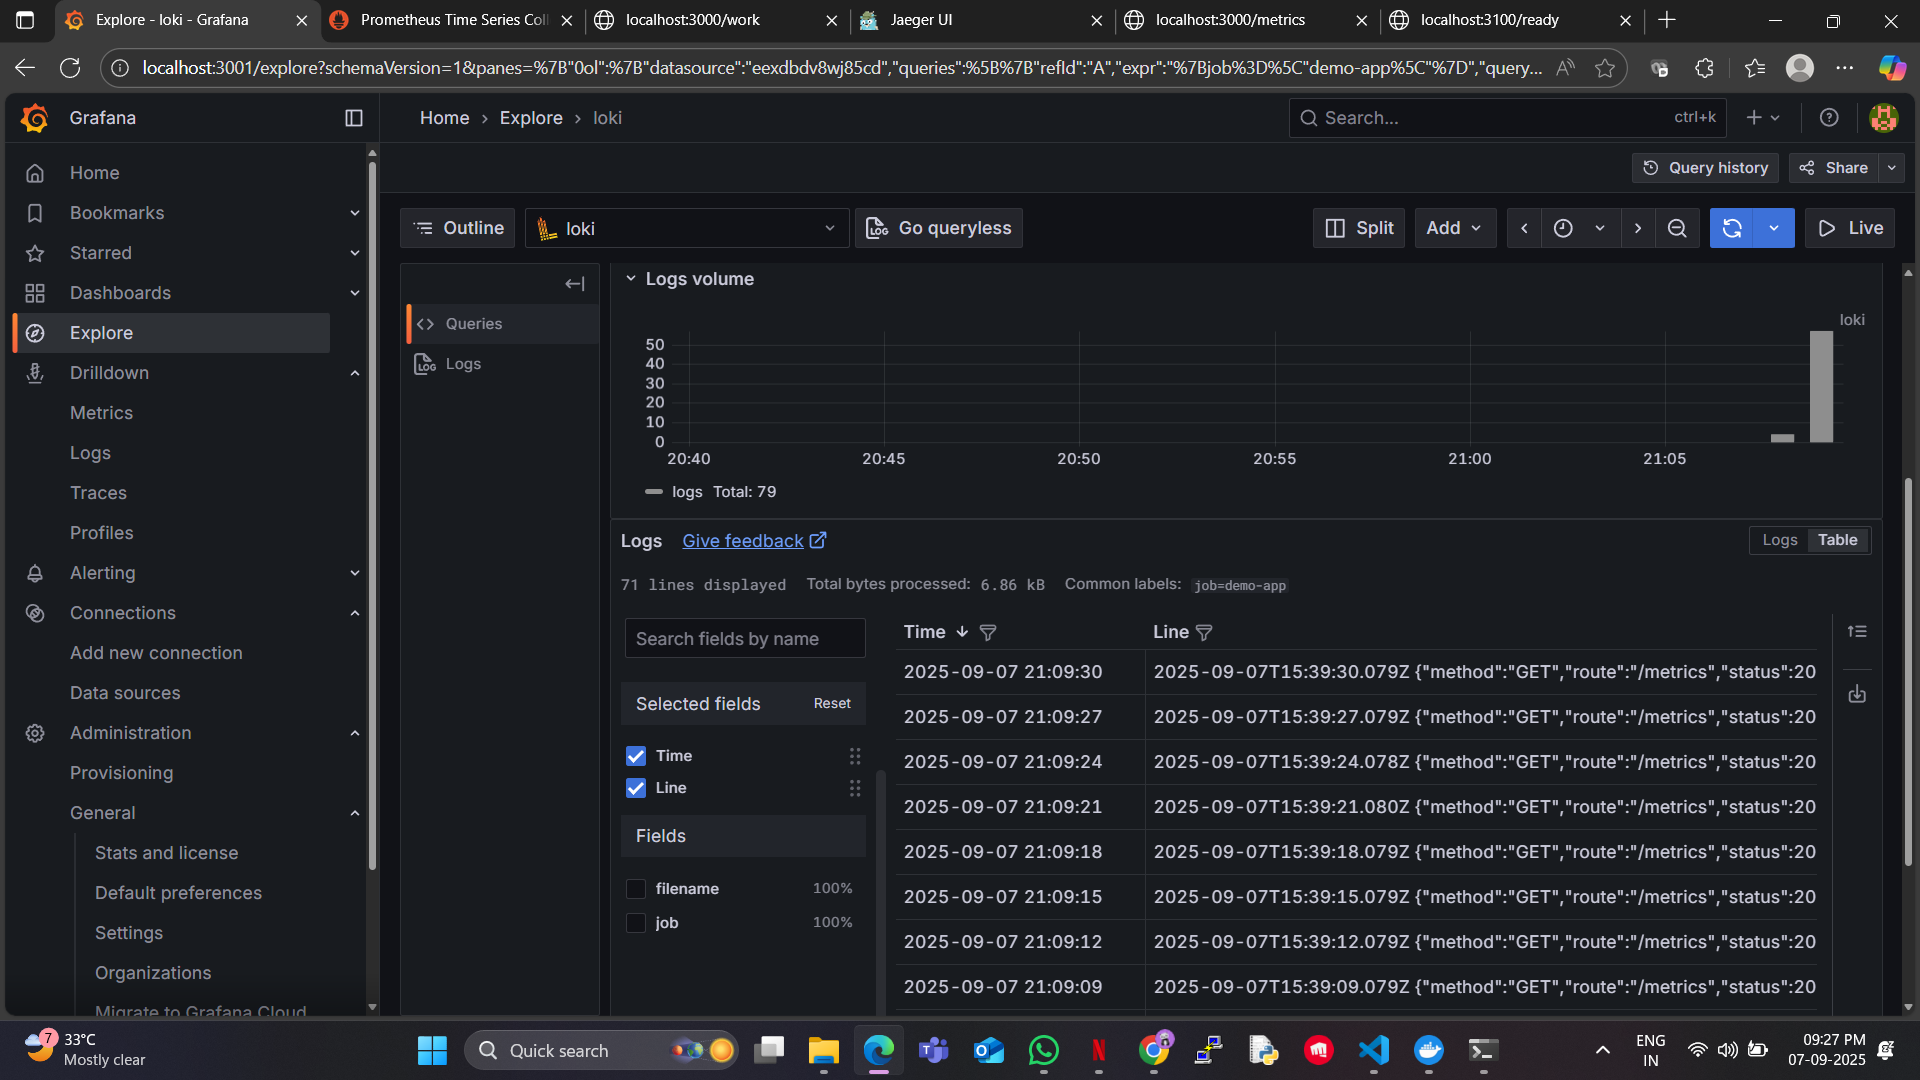 Explore - loki - Grafana
Prometheus Time Series Coll
localhost:3000/work
Jaeger UI
localhost:3000/metrics
localhost:3100/ready
localhost:3001/explore?schemaVersion=1&panes=%7B"0ol":%7B"datasource":"eexdbdv8wj85cd","queries":%5B%7B"refId":"A","expr":"%7Bjob%3D%5C"demo-app%5C"%7D","query...
Grafana
Home › Explore › loki
Search... ctrl+k
Query history
Share
Home
Bookmarks
Starred
Dashboards
Explore
Drilldown
Metrics
Logs
Traces
Profiles
Alerting
Connections
Add new connection
Data sources
Administration
Provisioning
General
Stats and license
Default preferences
Settings
Organizations
Migrate to Grafana Cloud
Outline
loki
Go queryless
Split
Add
Live
Queries
Logs
Logs volume
loki
50
40
30
20
10
0
20:40 20:45 20:50 20:55 21:00 21:05
logs Total: 79
Logs Give feedback
Logs Table
71 lines displayed Total bytes processed: 6.86 kB Common labels: job=demo-app
Search fields by name
Selected fields Reset
Time
Line
Fields
filename 100%
job 100%
Time Line
2025-09-07 21:09:30 2025-09-07T15:39:30.079Z {"method":"GET","route":"/metrics","status":20
2025-09-07 21:09:27 2025-09-07T15:39:27.079Z {"method":"GET","route":"/metrics","status":20
2025-09-07 21:09:24 2025-09-07T15:39:24.078Z {"method":"GET","route":"/metrics","status":20
2025-09-07 21:09:21 2025-09-07T15:39:21.080Z {"method":"GET","route":"/metrics","status":20
2025-09-07 21:09:18 2025-09-07T15:39:18.079Z {"method":"GET","route":"/metrics","status":20
2025-09-07 21:09:15 2025-09-07T15:39:15.079Z {"method":"GET","route":"/metrics","status":20
2025-09-07 21:09:12 2025-09-07T15:39:12.079Z {"method":"GET","route":"/metrics","status":20
2025-09-07 21:09:09 2025-09-07T15:39:09.079Z {"method":"GET","route":"/metrics","status":20
7
33°C
Mostly clear
Quick search
ENG
IN
09:27 PM
07-09-2025